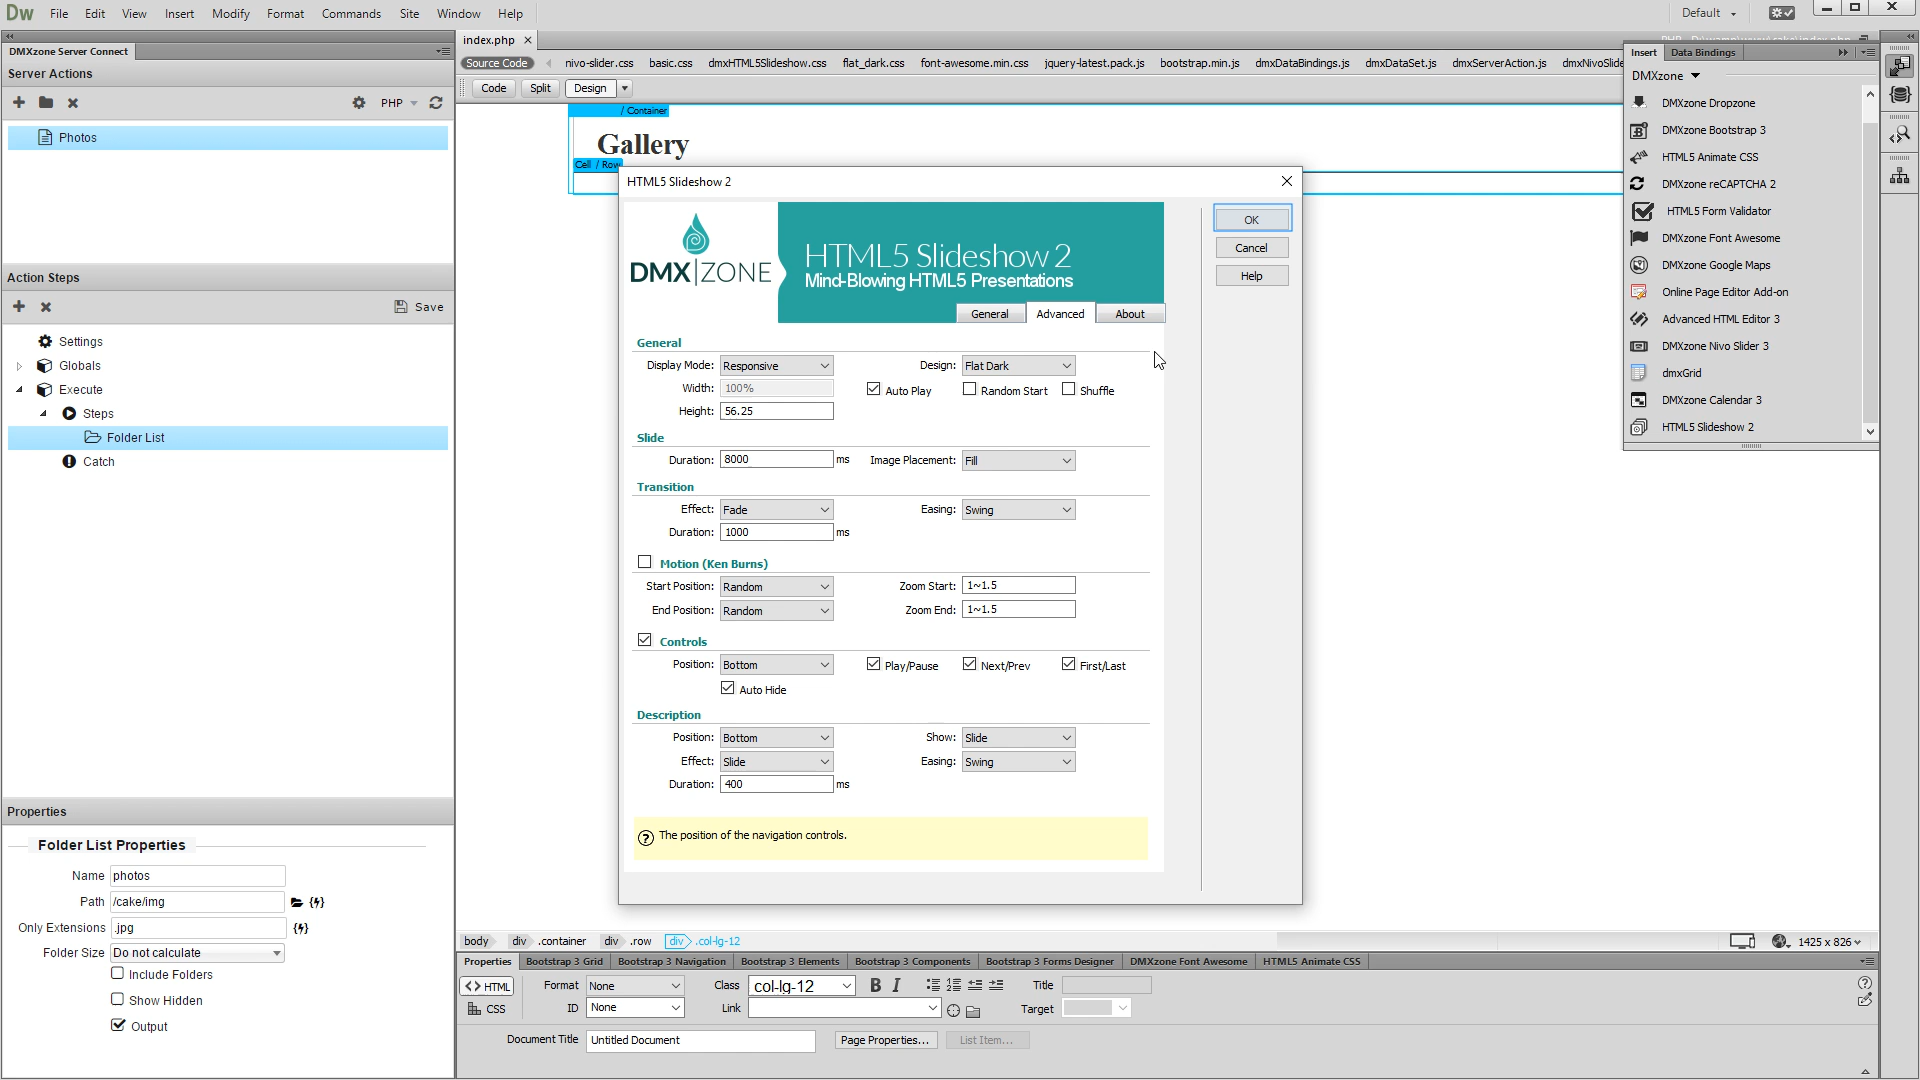 Dw File Edit View Insert Modify Format Commands Site Window Help
Default
DMXzone Server Connect
Server Actions
PHP
Photos
Action Steps
Save
Settings
Globals
Execute
Steps
Folder List
Catch
Properties
Folder List Properties
Name photos
Path /cake/img
Only Extensions .jpg
Folder Size Do not calculate
Include Folders
Show Hidden
Output
index.php
Source Code nivo-slider.css basic.css dmxHTML5Slideshow.css flat_dark.css font-awesome.min.css jquery-latest.pack.js bootstrap.min.js dmxDataBindings.js dmxDataSet.js dmxServerAction.js dmxNivoSlide
Code Split Design
/ Container
Gallery
Cell / Row
HTML5 Slideshow 2
DMX|ZONE
HTML5 Slideshow 2
Mind-Blowing HTML5 Presentations
General Advanced About
OK
Cancel
Help
General
Display Mode: Responsive Design: Flat Dark
Width: 100% Auto Play Random Start Shuffle
Height: 56.25
Slide
Duration: 8000 ms Image Placement: Fill
Transition
Effect: Fade Easing: Swing
Duration: 1000 ms
Motion (Ken Burns)
Start Position: Random Zoom Start: 1~1.5
End Position: Random Zoom End: 1~1.5
Controls
Position: Bottom Play/Pause Next/Prev First/Last
Auto Hide
Description
Position: Bottom Show: Slide
Effect: Slide Easing: Swing
Duration: 400 ms
The position of the navigation controls.
Insert Data Bindings
DMXzone
DMXzone Dropzone
DMXzone Bootstrap 3
HTML5 Animate CSS
DMXzone reCAPTCHA 2
HTML5 Form Validator
DMXzone Font Awesome
DMXzone Google Maps
Online Page Editor Add-on
Advanced HTML Editor 3
DMXzone Nivo Slider 3
dmxGrid
DMXzone Calendar 3
HTML5 Slideshow 2
body div .container div .row div .col-lg-12
1425 x 826
Properties Bootstrap 3 Grid Bootstrap 3 Navigation Bootstrap 3 Elements Bootstrap 3 Components Bootstrap 3 Forms Designer DMXzone Font Awesome HTML5 Animate CSS
<> HTML Format None Class col-lg-12 B I Title
CSS ID None Link Target
Document Title Untitled Document Page Properties... List Item...